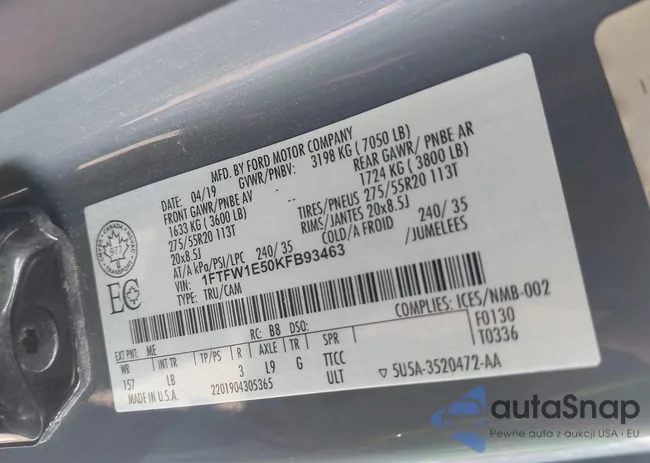 MFD. BY FORD MOTOR COMPANY
DATE: 04/19 GVWR/PNBV: 3198 KG ( 7050 LB)
FRONT GAWR/PNBE AV REAR GAWR/ PNBE AR
1633 KG ( 3600 LB) 1724 KG ( 3800 LB)
275/55R20 113T TIRES/PNEUS 275/55R20 113T
20x8.5J RIMS/JANTES 20x8.5J
AT/A kPa/PSI/LPC 240/ 35 COLD/A FROID 240/ 35
VIN: 1FTFW1E50KFB93463 /JUMELEES
TYPE: TRU/CAM
CANADA
977
TRANSPORT
EC
COMPLIES: ICES/NMB-002
EXT PNT: ME RC: B8 DSO: F0130
WB INT TR TP/PS R AXLE TR SPR T0336
157 LB 3 L9 G TTCC
MADE IN U.S.A. 2201904305365 ULT ▽ 5U5A-3520472-AA
autoSnap
Pewne auta z aukcji USA i EU